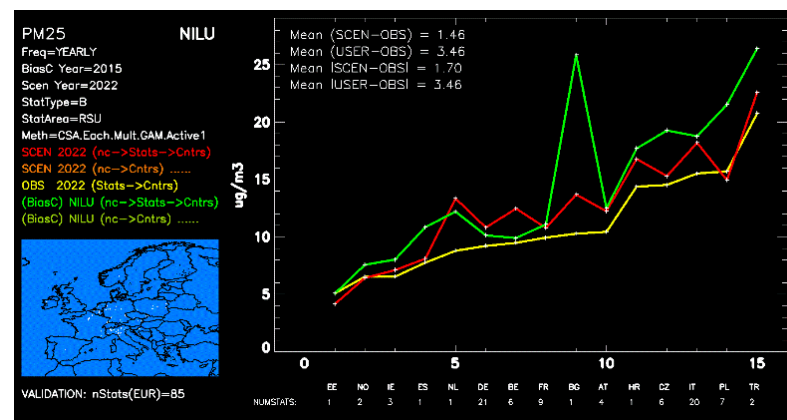 PM25 NILU
Freq=YEARLY
BiasC Year=2015
Scen Year=2022
StatType=B
StatArea=RSU
Meth=CSA.Each.Mult.GAM.Active1
SCEN 2022 (nc->Stats->Cntrs)
SCEN 2022 (nc->Cntrs) ......
OBS 2022 (Stats->Cntrs)
(BiasC) NILU (nc->Stats->Cntrs)
(BiasC) NILU (nc->Cntrs) ......
VALIDATION: nStats(EUR)=85
Mean (SCEN-OBS) = 1.46
Mean (USER-OBS) = 3.46
Mean |SCEN-OBS| = 1.70
Mean |USER-OBS| = 3.46
ug/m3
25
20
15
10
5
0
0 5 10 15
EE NO IE ES NL DE BE FR BG AT HR CZ IT PL TR
NUMSTATS: 1 2 3 1 1 21 6 9 1 4 1 6 20 7 2